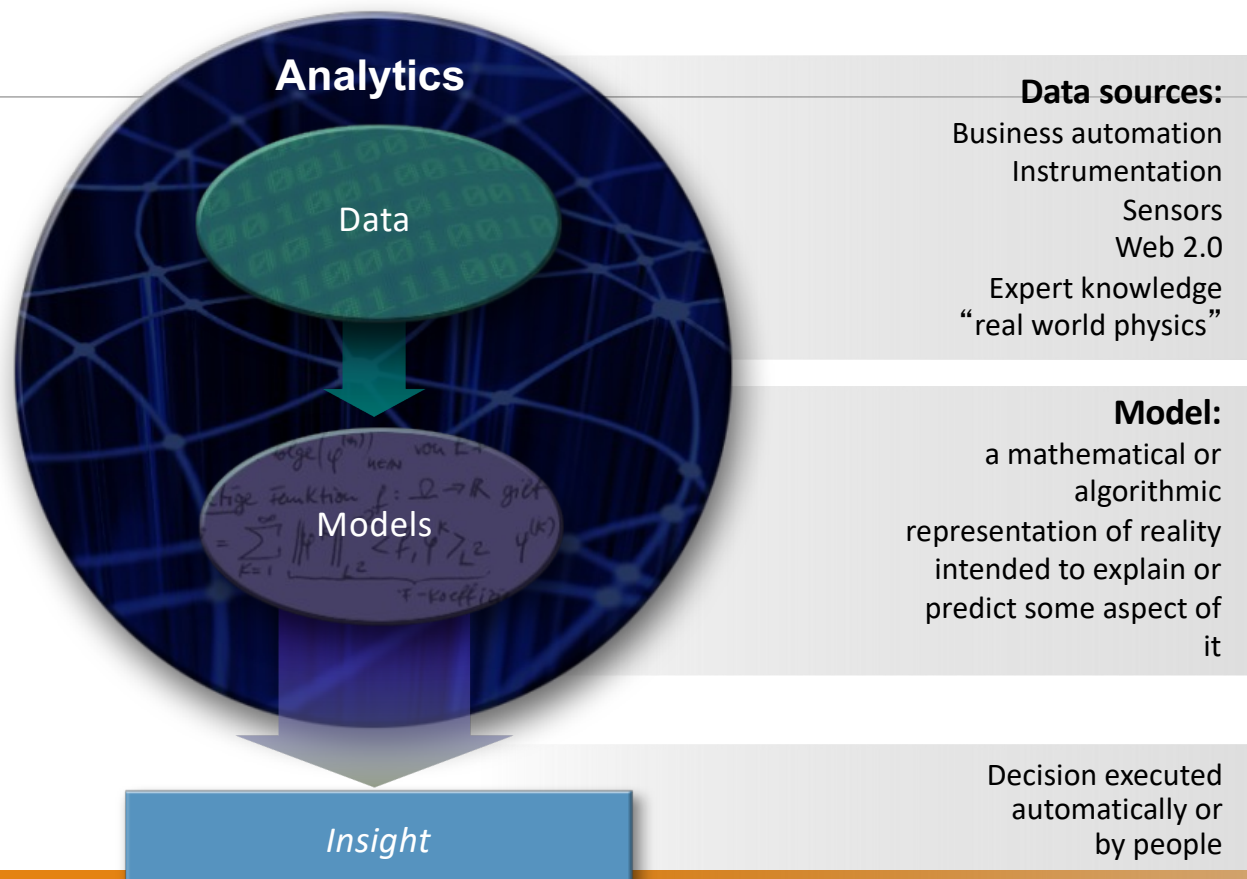 Analytics
Data
Models
Insight
Data sources:
Business automation
Instrumentation
Sensors
Web 2.0
Expert knowledge
“real world physics”
Model:
a mathematical or
algorithmic
representation of reality
intended to explain or
predict some aspect of
it
Decision executed
automatically or
by people